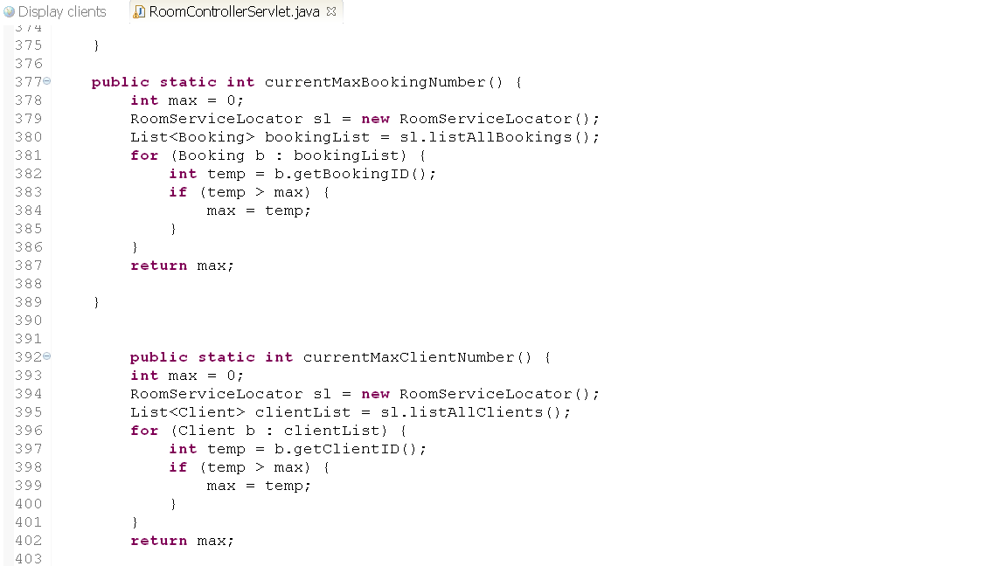 Display clients RoomControllerServlet.java
374
375 }
376
377 public static int currentMaxBookingNumber() {
378 int max = 0;
379 RoomServiceLocator sl = new RoomServiceLocator();
380 List<Booking> bookingList = sl.listAllBookings();
381 for (Booking b : bookingList) {
382 int temp = b.getBookingID();
383 if (temp > max) {
384 max = temp;
385 }
386 }
387 return max;
388
389 }
390
391
392 public static int currentMaxClientNumber() {
393 int max = 0;
394 RoomServiceLocator sl = new RoomServiceLocator();
395 List<Client> clientList = sl.listAllClients();
396 for (Client b : clientList) {
397 int temp = b.getClientID();
398 if (temp > max) {
399 max = temp;
400 }
401 }
402 return max;
403